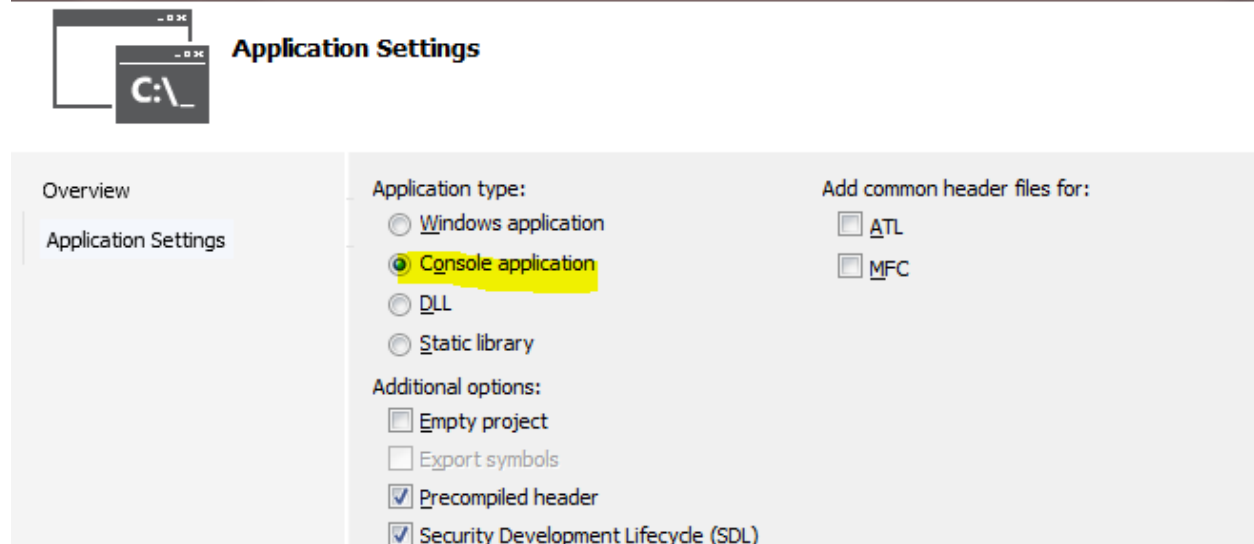 C:\_
Application Settings
Overview
Application Settings
Application type:
Windows application
Console application
DLL
Static library
Additional options:
Empty project
Export symbols
Precompiled header
Security Development Lifecycle (SDL)
Add common header files for:
ATL
MFC